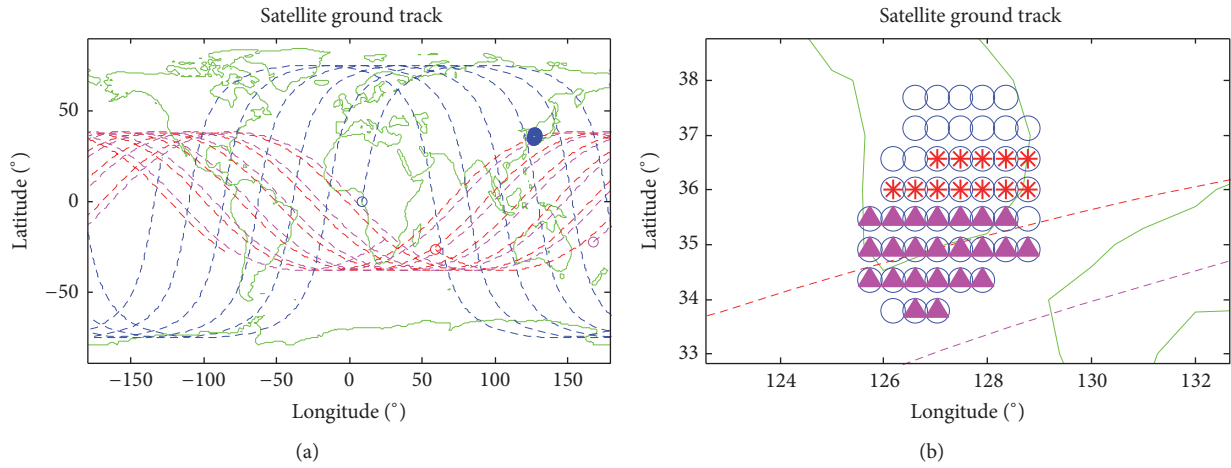 Satellite ground track
50
0
−50
Latitude (°)
−150
−100
−50
0
50
100
150
Longitude (°)
(a)
Satellite ground track
38
37
36
35
34
33
Latitude (°)
124
126
128
130
132
Longitude (°)
(b)